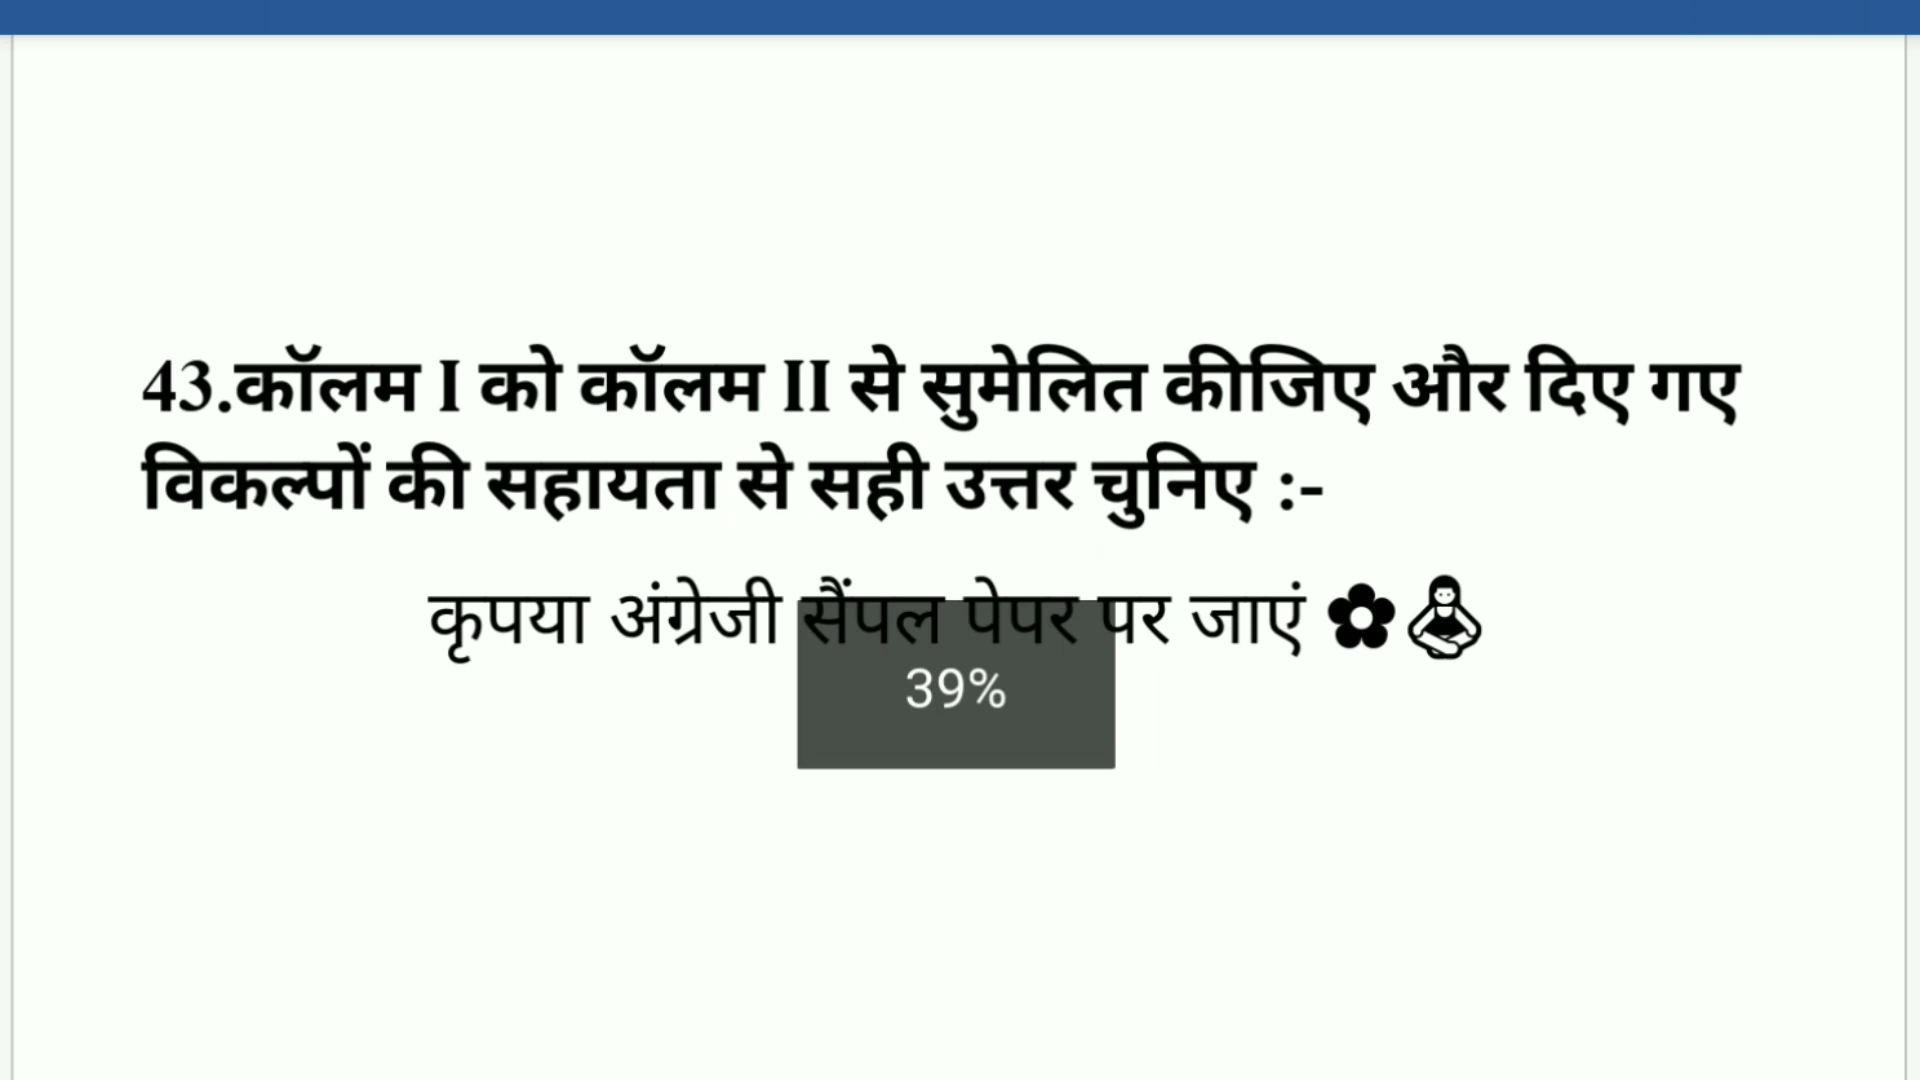 43.कॉलम I को कॉलम II से सुमेलित कीजिए और दिए गए
विकल्पों की सहायता से सही उत्तर चुनिए :-
कृपया अंग्रेजी सैंपल पेपर पर जाएं
39%